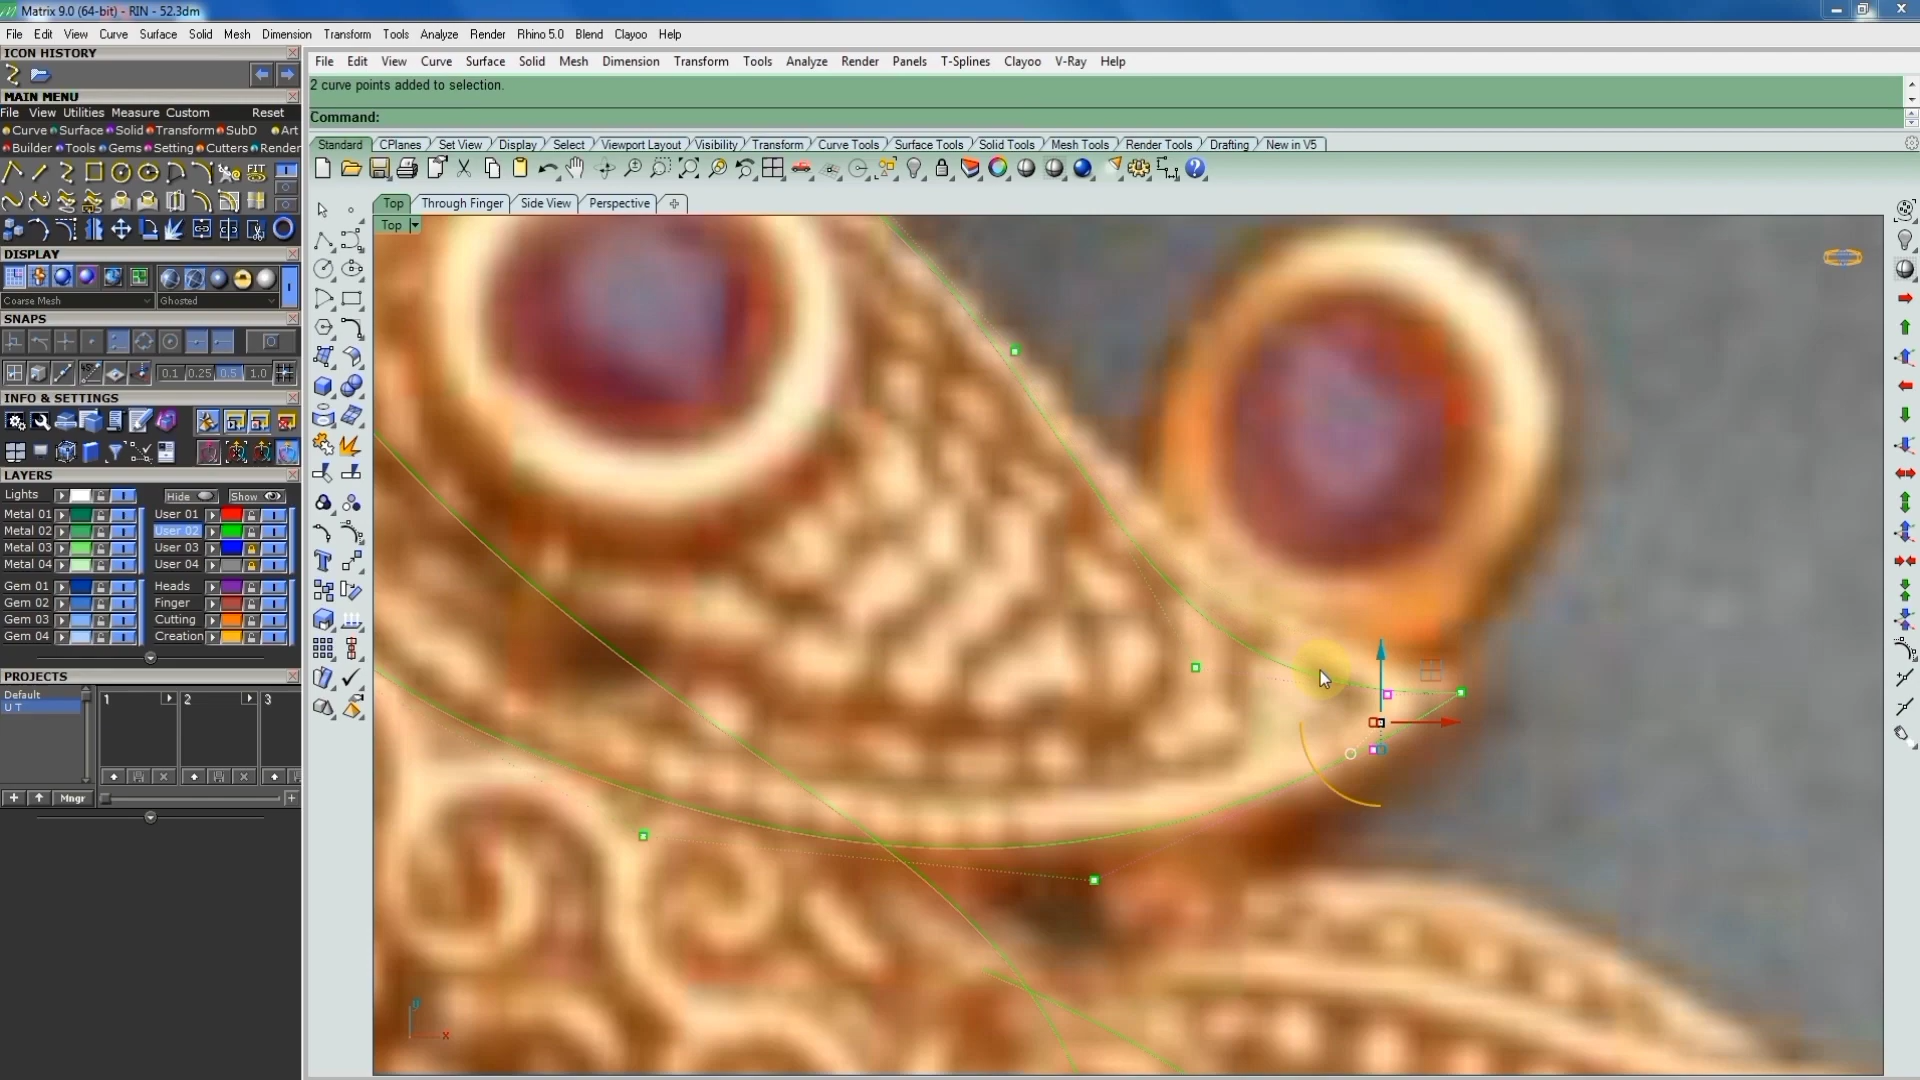 Matrix 9.0 (64-bit) - RIN - 52.3dm
File Edit View Curve Surface Solid Mesh Dimension Transform Tools Analyze Render Rhino 5.0 Blend Clayoo Help
ICON HISTORY
MAIN MENU
File View Utilities Measure Custom Reset
Curve Surface Solid Transform SubD Art
Builder Tools Gems Setting Cutters Render
FIT
DISPLAY
Coarse Mesh Ghosted
SNAPS
0.1 0.25 0.5 1.0
INFO & SETTINGS
LAYERS
Lights Hide Show
Metal 01 User 01
Metal 02 User 02
Metal 03 User 03
Metal 04 User 04
Gem 01 Heads
Gem 02 Finger
Gem 03 Cutting
Gem 04 Creation
PROJECTS
Default
U T
1 2 3
Mngr
File Edit View Curve Surface Solid Mesh Dimension Transform Tools Analyze Render Panels T-Splines Clayoo V-Ray Help
2 curve points added to selection.
Command:
Standard CPlanes Set View Display Select Viewport Layout Visibility Transform Curve Tools Surface Tools Solid Tools Mesh Tools Render Tools Drafting New in V5
Top Through Finger Side View Perspective
Top
y
x